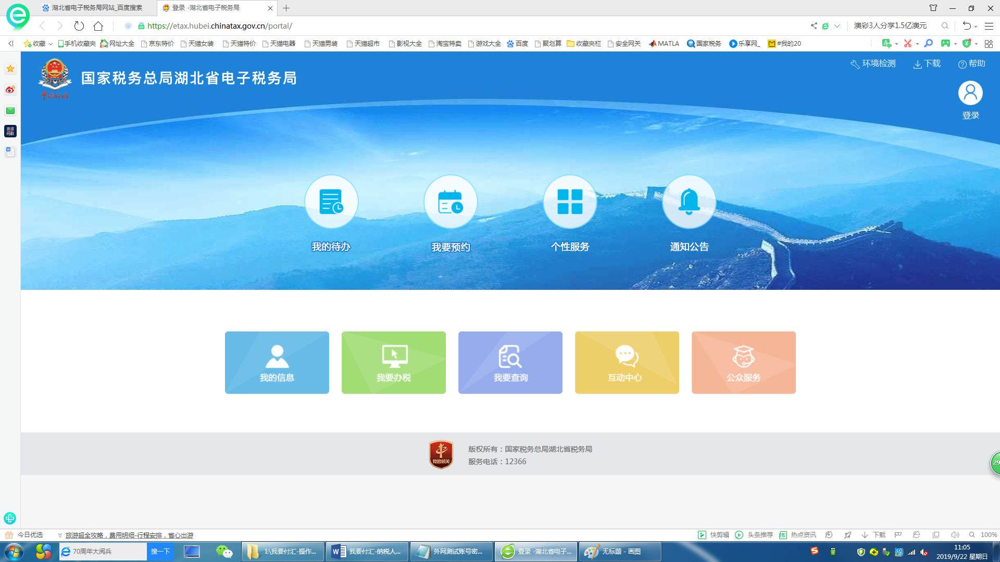 湖北省电子税务局网站_百度搜索
登录 -湖北省电子税务局
https://etax.hubei.chinatax.gov.cn/portal/
澳彩3人分享1.5亿澳元
收藏 手机收藏夹 网址大全 京东特价 天猫女装 天猫特价 天猫电器 天猫男装 天猫超市 影视大全 淘宝特卖 游戏大全 百度 聚划算 收藏夹栏 安全网关 MATLA 国家税务 乐享网_ #我的20
国家税务总局湖北省电子税务局
环境检测 下载 帮助
登录
我的待办 我要预约 个性服务 通知公告
我的信息 我要办税 我要查询 互动中心 公众服务
党政机关
版权所有：国家税务总局湖北省税务局
服务电话：12366
29
今日优选 旅游超全攻略，费用明细-行程安排，省心出游
快剪辑 头条推荐 热点资讯 下载 100%
70周年大阅兵 搜一下
I:\我要付汇-操作...
我要付汇-纳税人...
外网测试账号密...
登录 -湖北省电子...
无标题 - 画图
11:05
2019/9/22 星期日